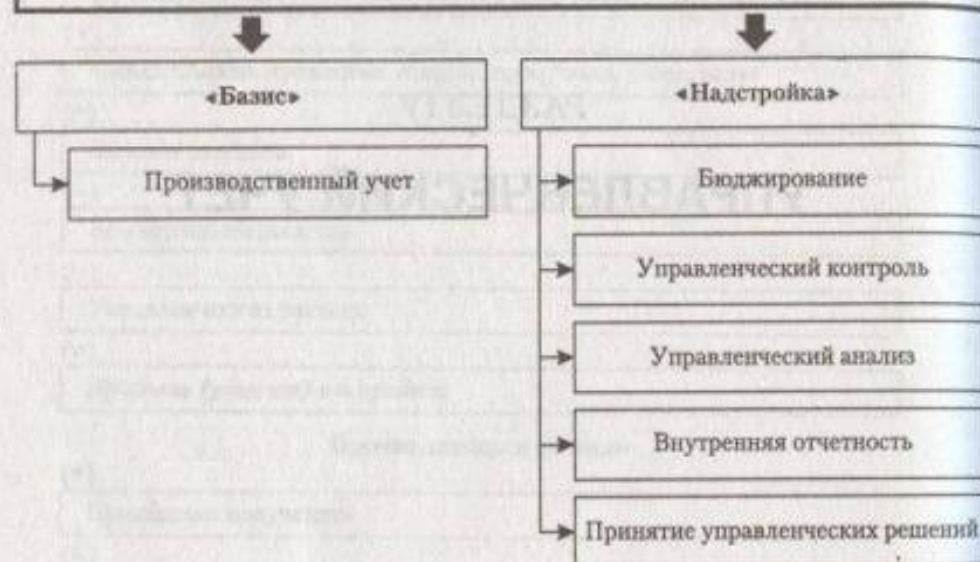 «Базис»
«Надстройка»
Производственный учет
Бюджирование
Управленческий контроль
Управленческий анализ
Внутренняя отчетность
Принятие управленческих решений